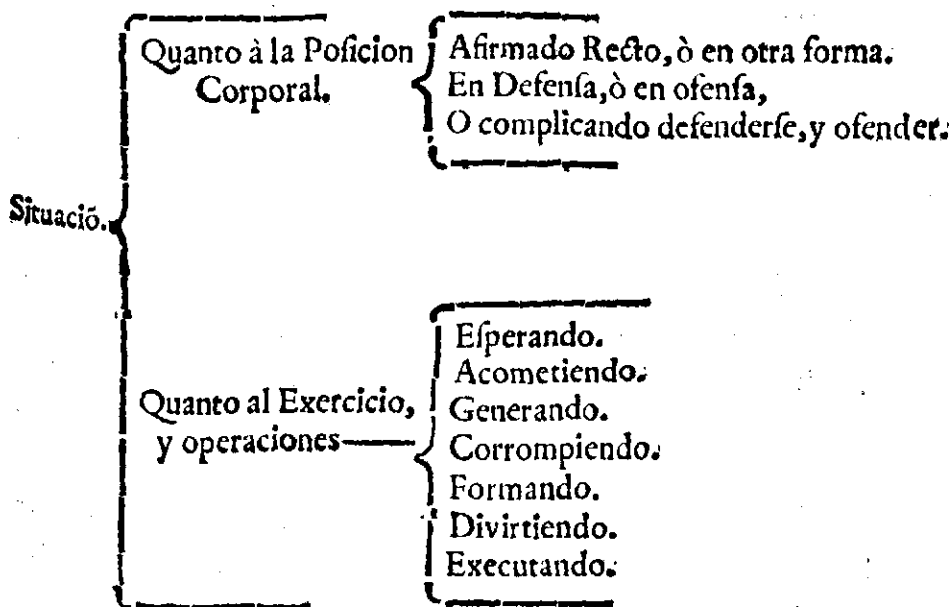 Quanto à la Poſicion
Corporal.
Afirmado Recto, ò en otra forma.
En Defenſa, ò en ofenſa,
O complicando defenderſe, y ofender.
Situaciõ.
Quanto al Exercicio,
y operaciones
Eſperando.
Acometiendo.
Generando.
Corrompiendo.
Formando.
Divirtiendo.
Executando.